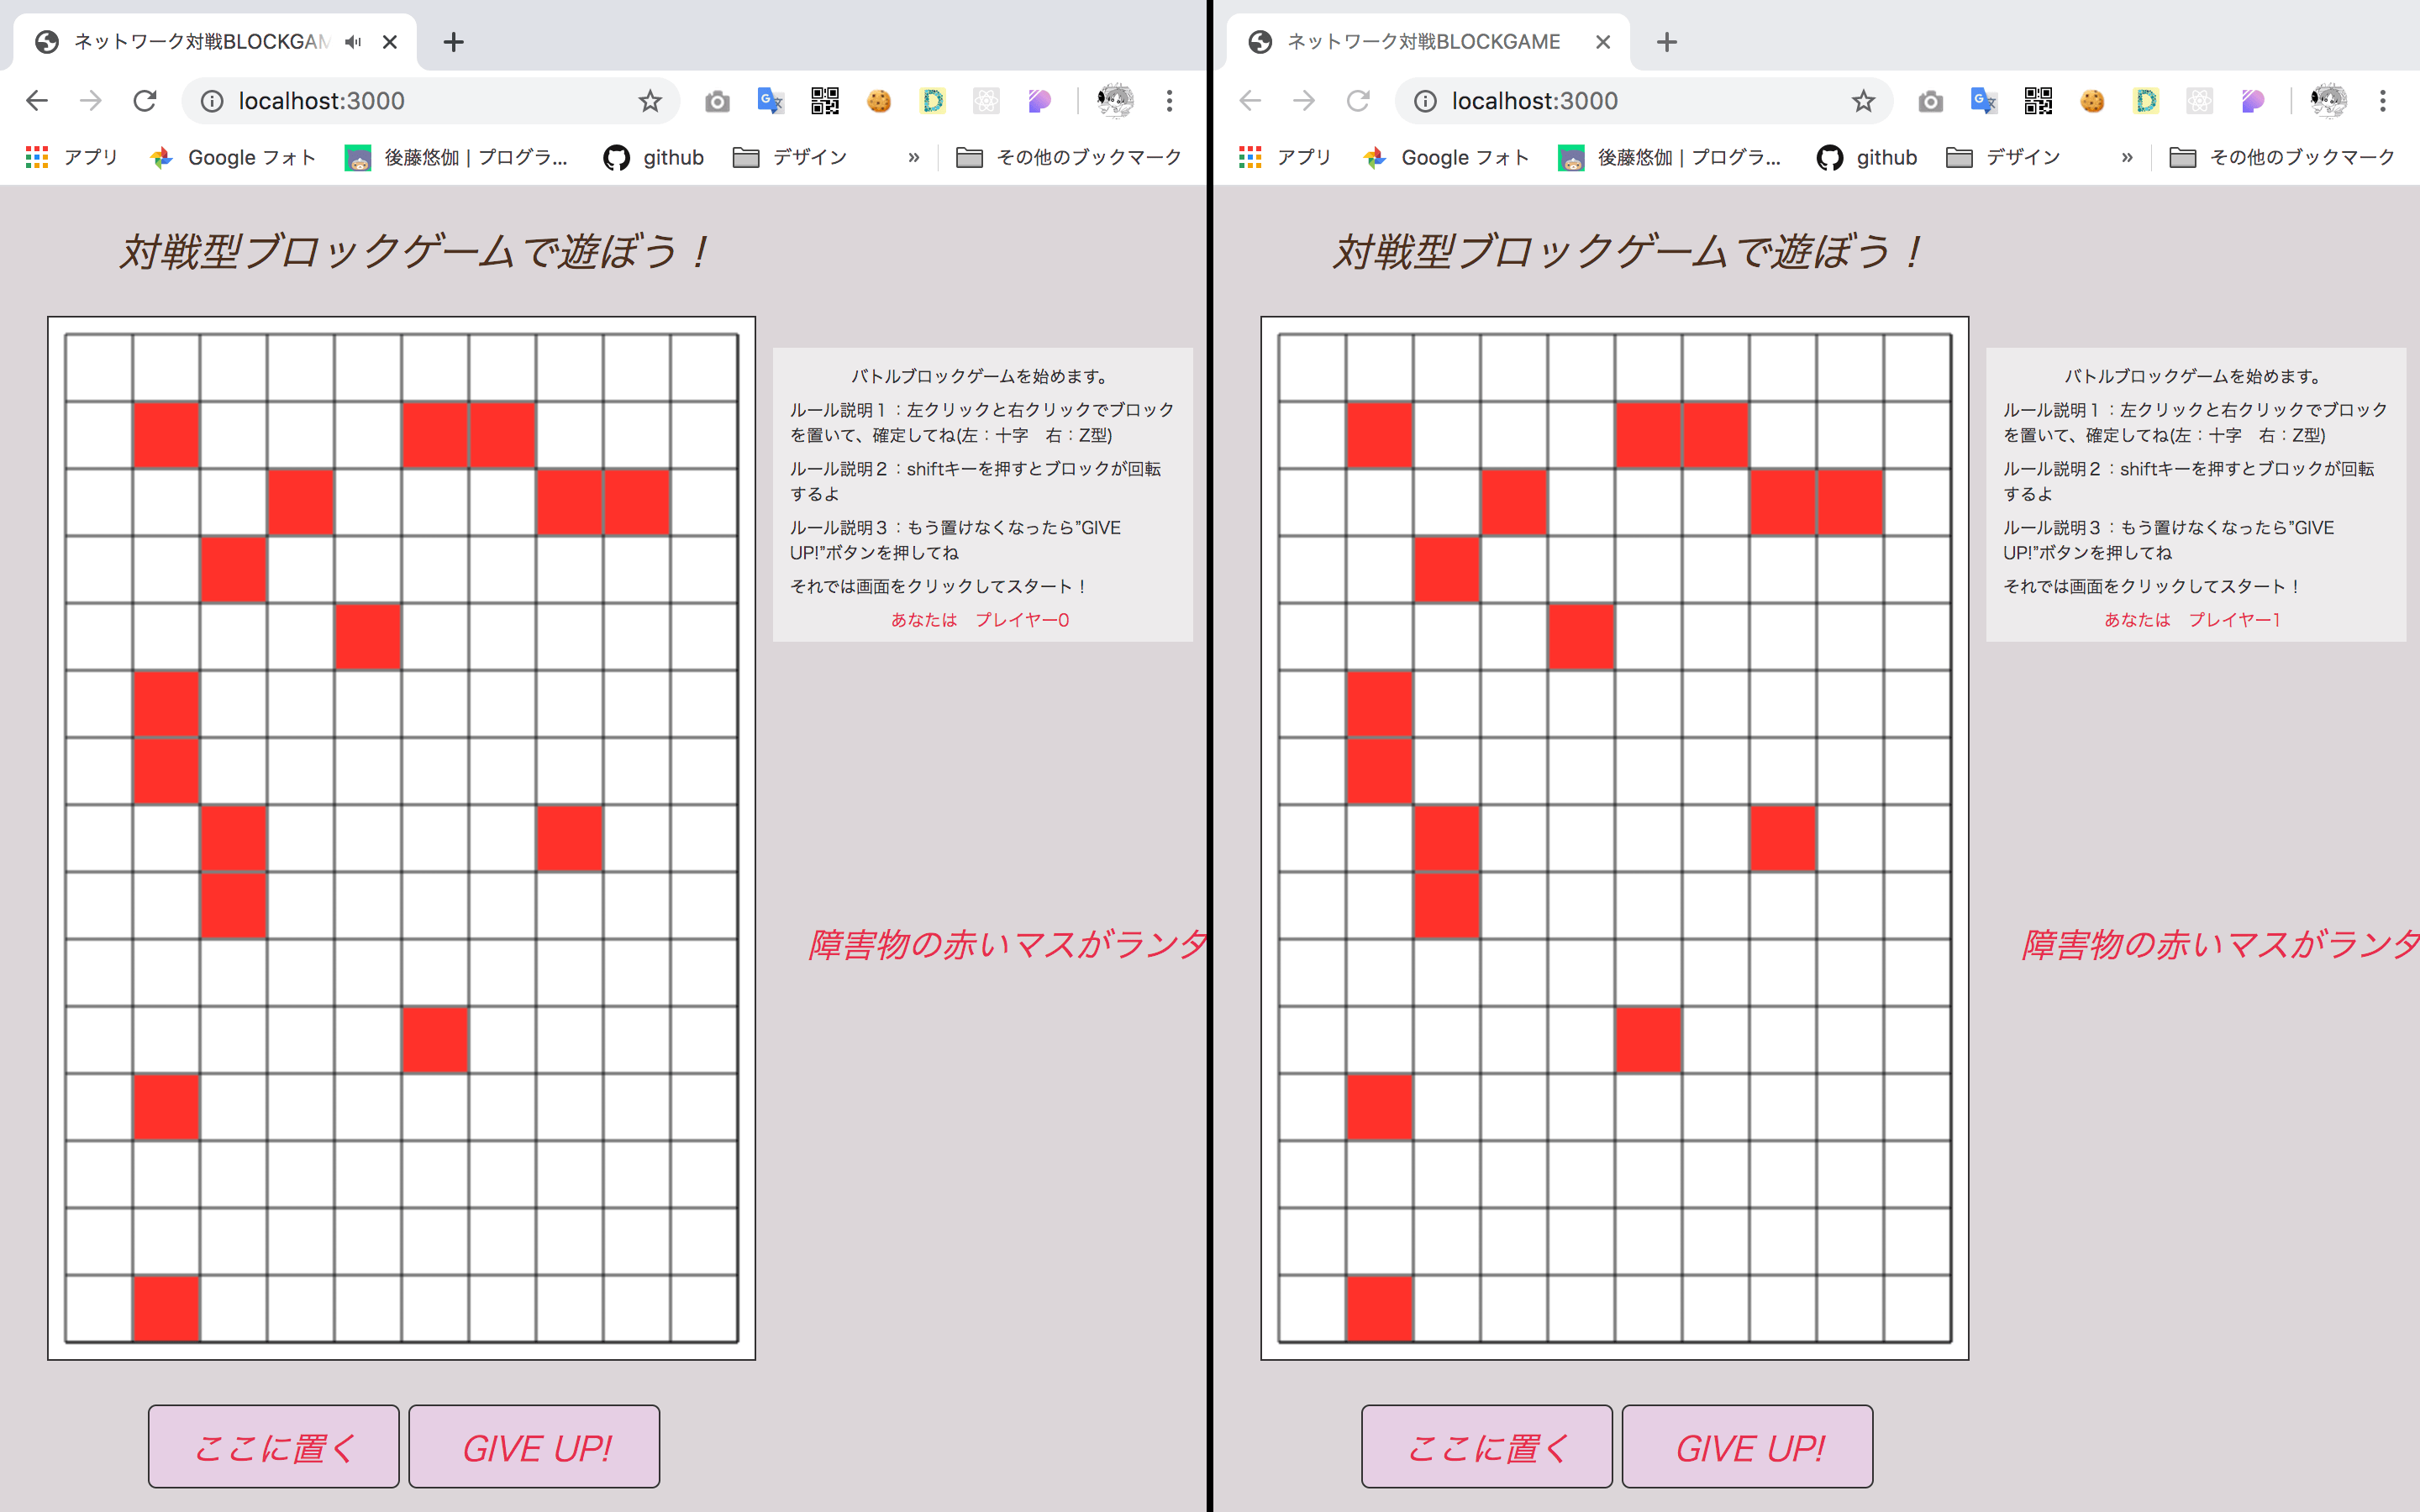 ネットワーク対戦BLOCKGAM
localhost:3000
アプリ Google フォト 後藤悠伽 | プログラ... github デザイン » その他のブックマーク
対戦型ブロックゲームで遊ぼう！
バトルブロックゲームを始めます。
ルール説明１：左クリックと右クリックでブロック
を置いて、確定してね(左：十字　右：Z型)
ルール説明２：shiftキーを押すとブロックが回転
するよ
ルール説明３：もう置けなくなったら”GIVE
UP!”ボタンを押してね
それでは画面をクリックしてスタート！
あなたは　プレイヤー0
障害物の赤いマスがランタ
ここに置く GIVE UP!
ネットワーク対戦BLOCKGAME
localhost:3000
アプリ Google フォト 後藤悠伽 | プログラ... github デザイン » その他のブックマーク
対戦型ブロックゲームで遊ぼう！
バトルブロックゲームを始めます。
ルール説明１：左クリックと右クリックでブロック
を置いて、確定してね(左：十字　右：Z型)
ルール説明２：shiftキーを押すとブロックが回転
するよ
ルール説明３：もう置けなくなったら”GIVE
UP!”ボタンを押してね
それでは画面をクリックしてスタート！
あなたは　プレイヤー1
障害物の赤いマスがランタ
ここに置く GIVE UP!